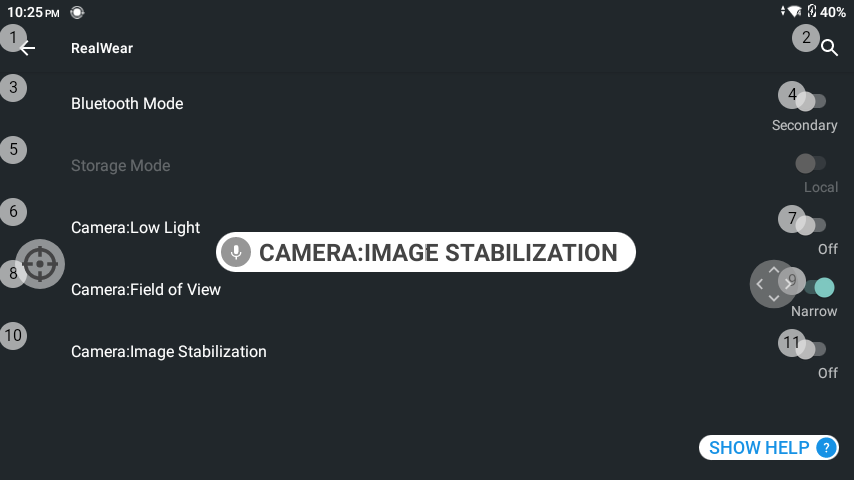 10:25 PM 40%
1 RealWear 2
3 Bluetooth Mode 4
Secondary
5 Storage Mode
Local
6 Camera:Low Light 7
Off
CAMERA:IMAGE STABILIZATION
8 Camera:Field of View 9
Narrow
10 Camera:Image Stabilization 11
Off
SHOW HELP ?